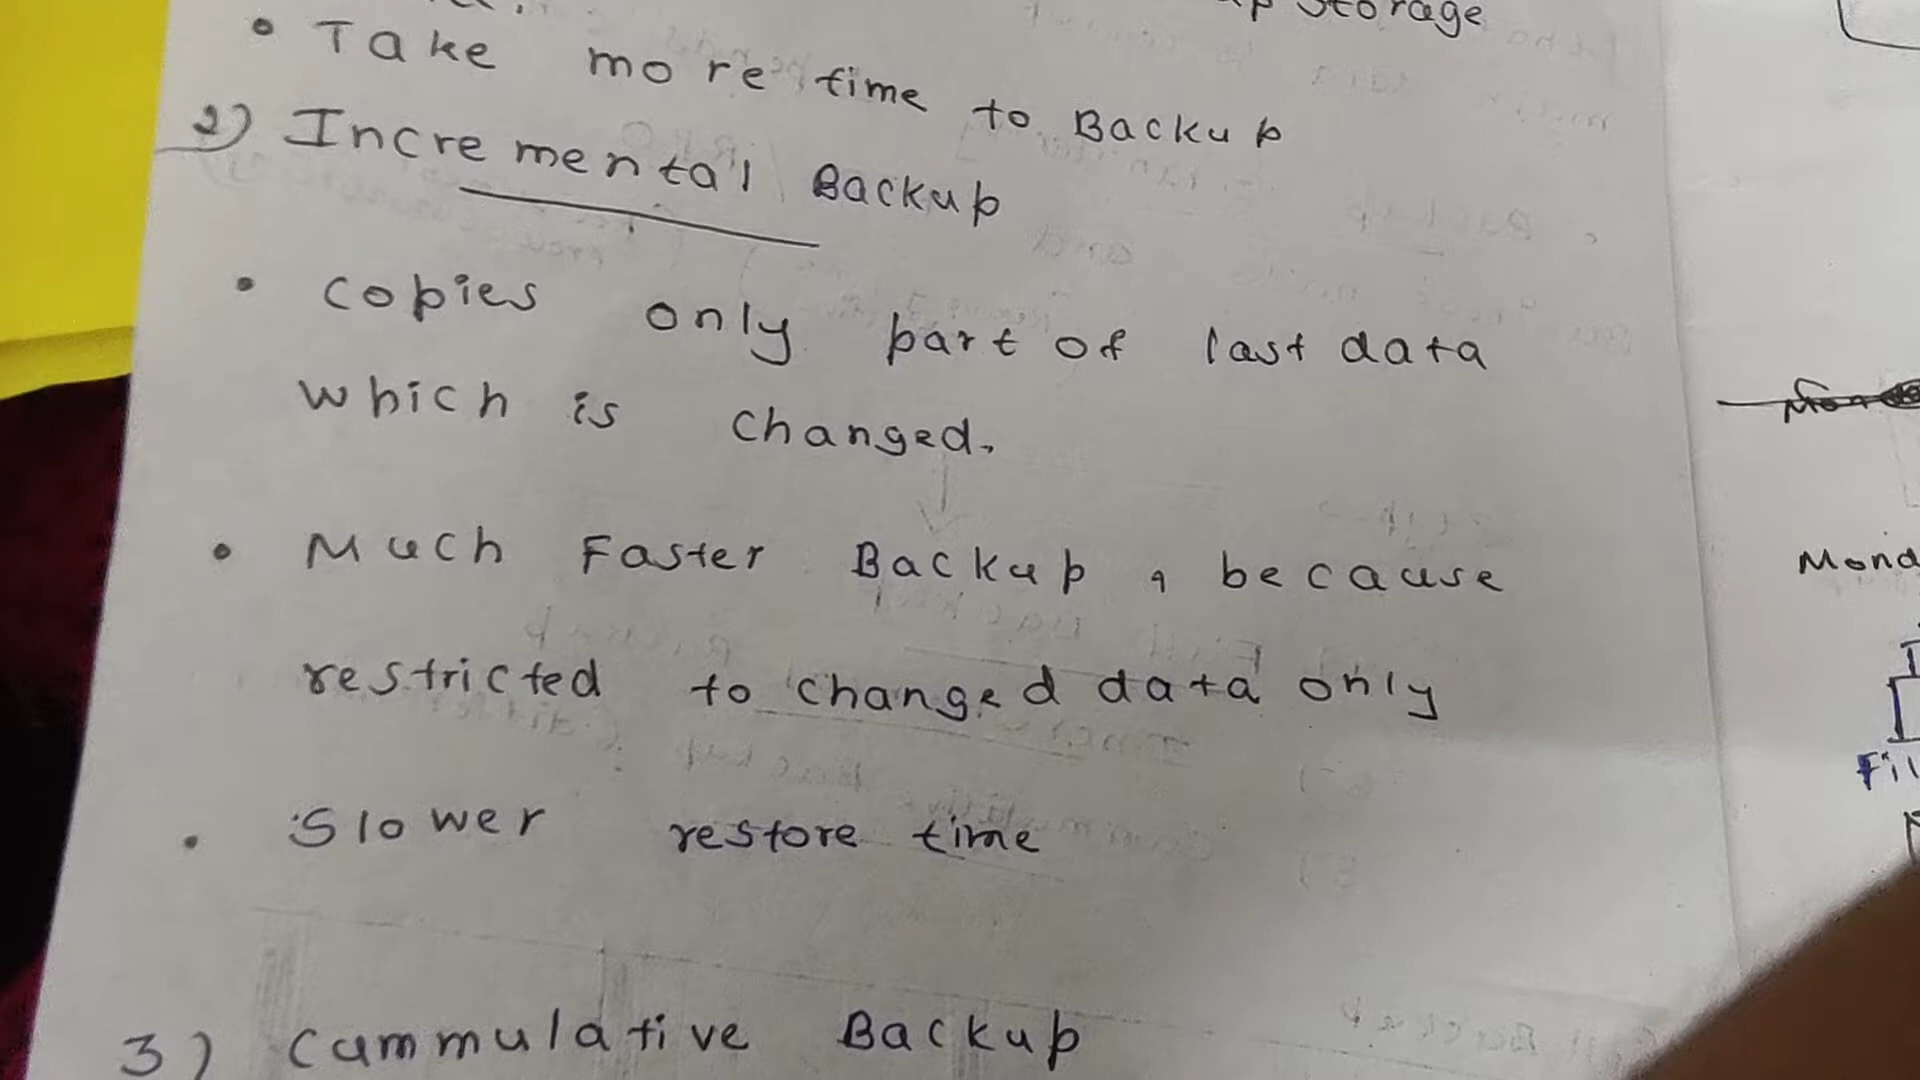 storage
• Take more time to Backup
2) Incremental Backup
• Copies only part of last data
which is changed.
• Much Faster Backup, because
restricted to changed data only
• Slower restore time
3) Cummulative Backup
Mond
Fil